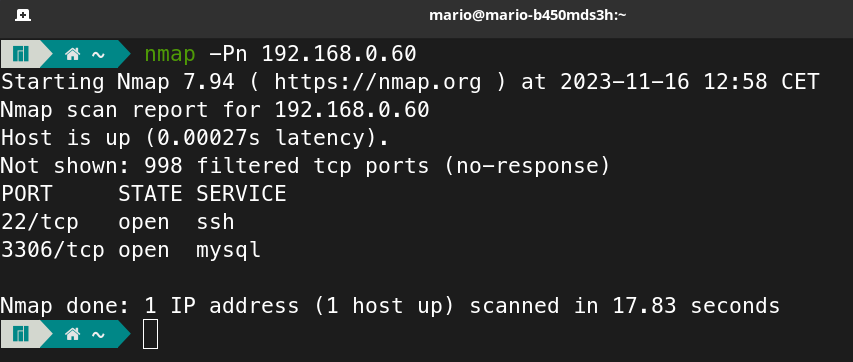 mario@mario-b450mds3h:~
~ nmap -Pn 192.168.0.60
Starting Nmap 7.94 ( https://nmap.org ) at 2023-11-16 12:58 CET
Nmap scan report for 192.168.0.60
Host is up (0.00027s latency).
Not shown: 998 filtered tcp ports (no-response)
PORT     STATE SERVICE
22/tcp   open  ssh
3306/tcp open  mysql
Nmap done: 1 IP address (1 host up) scanned in 17.83 seconds
~